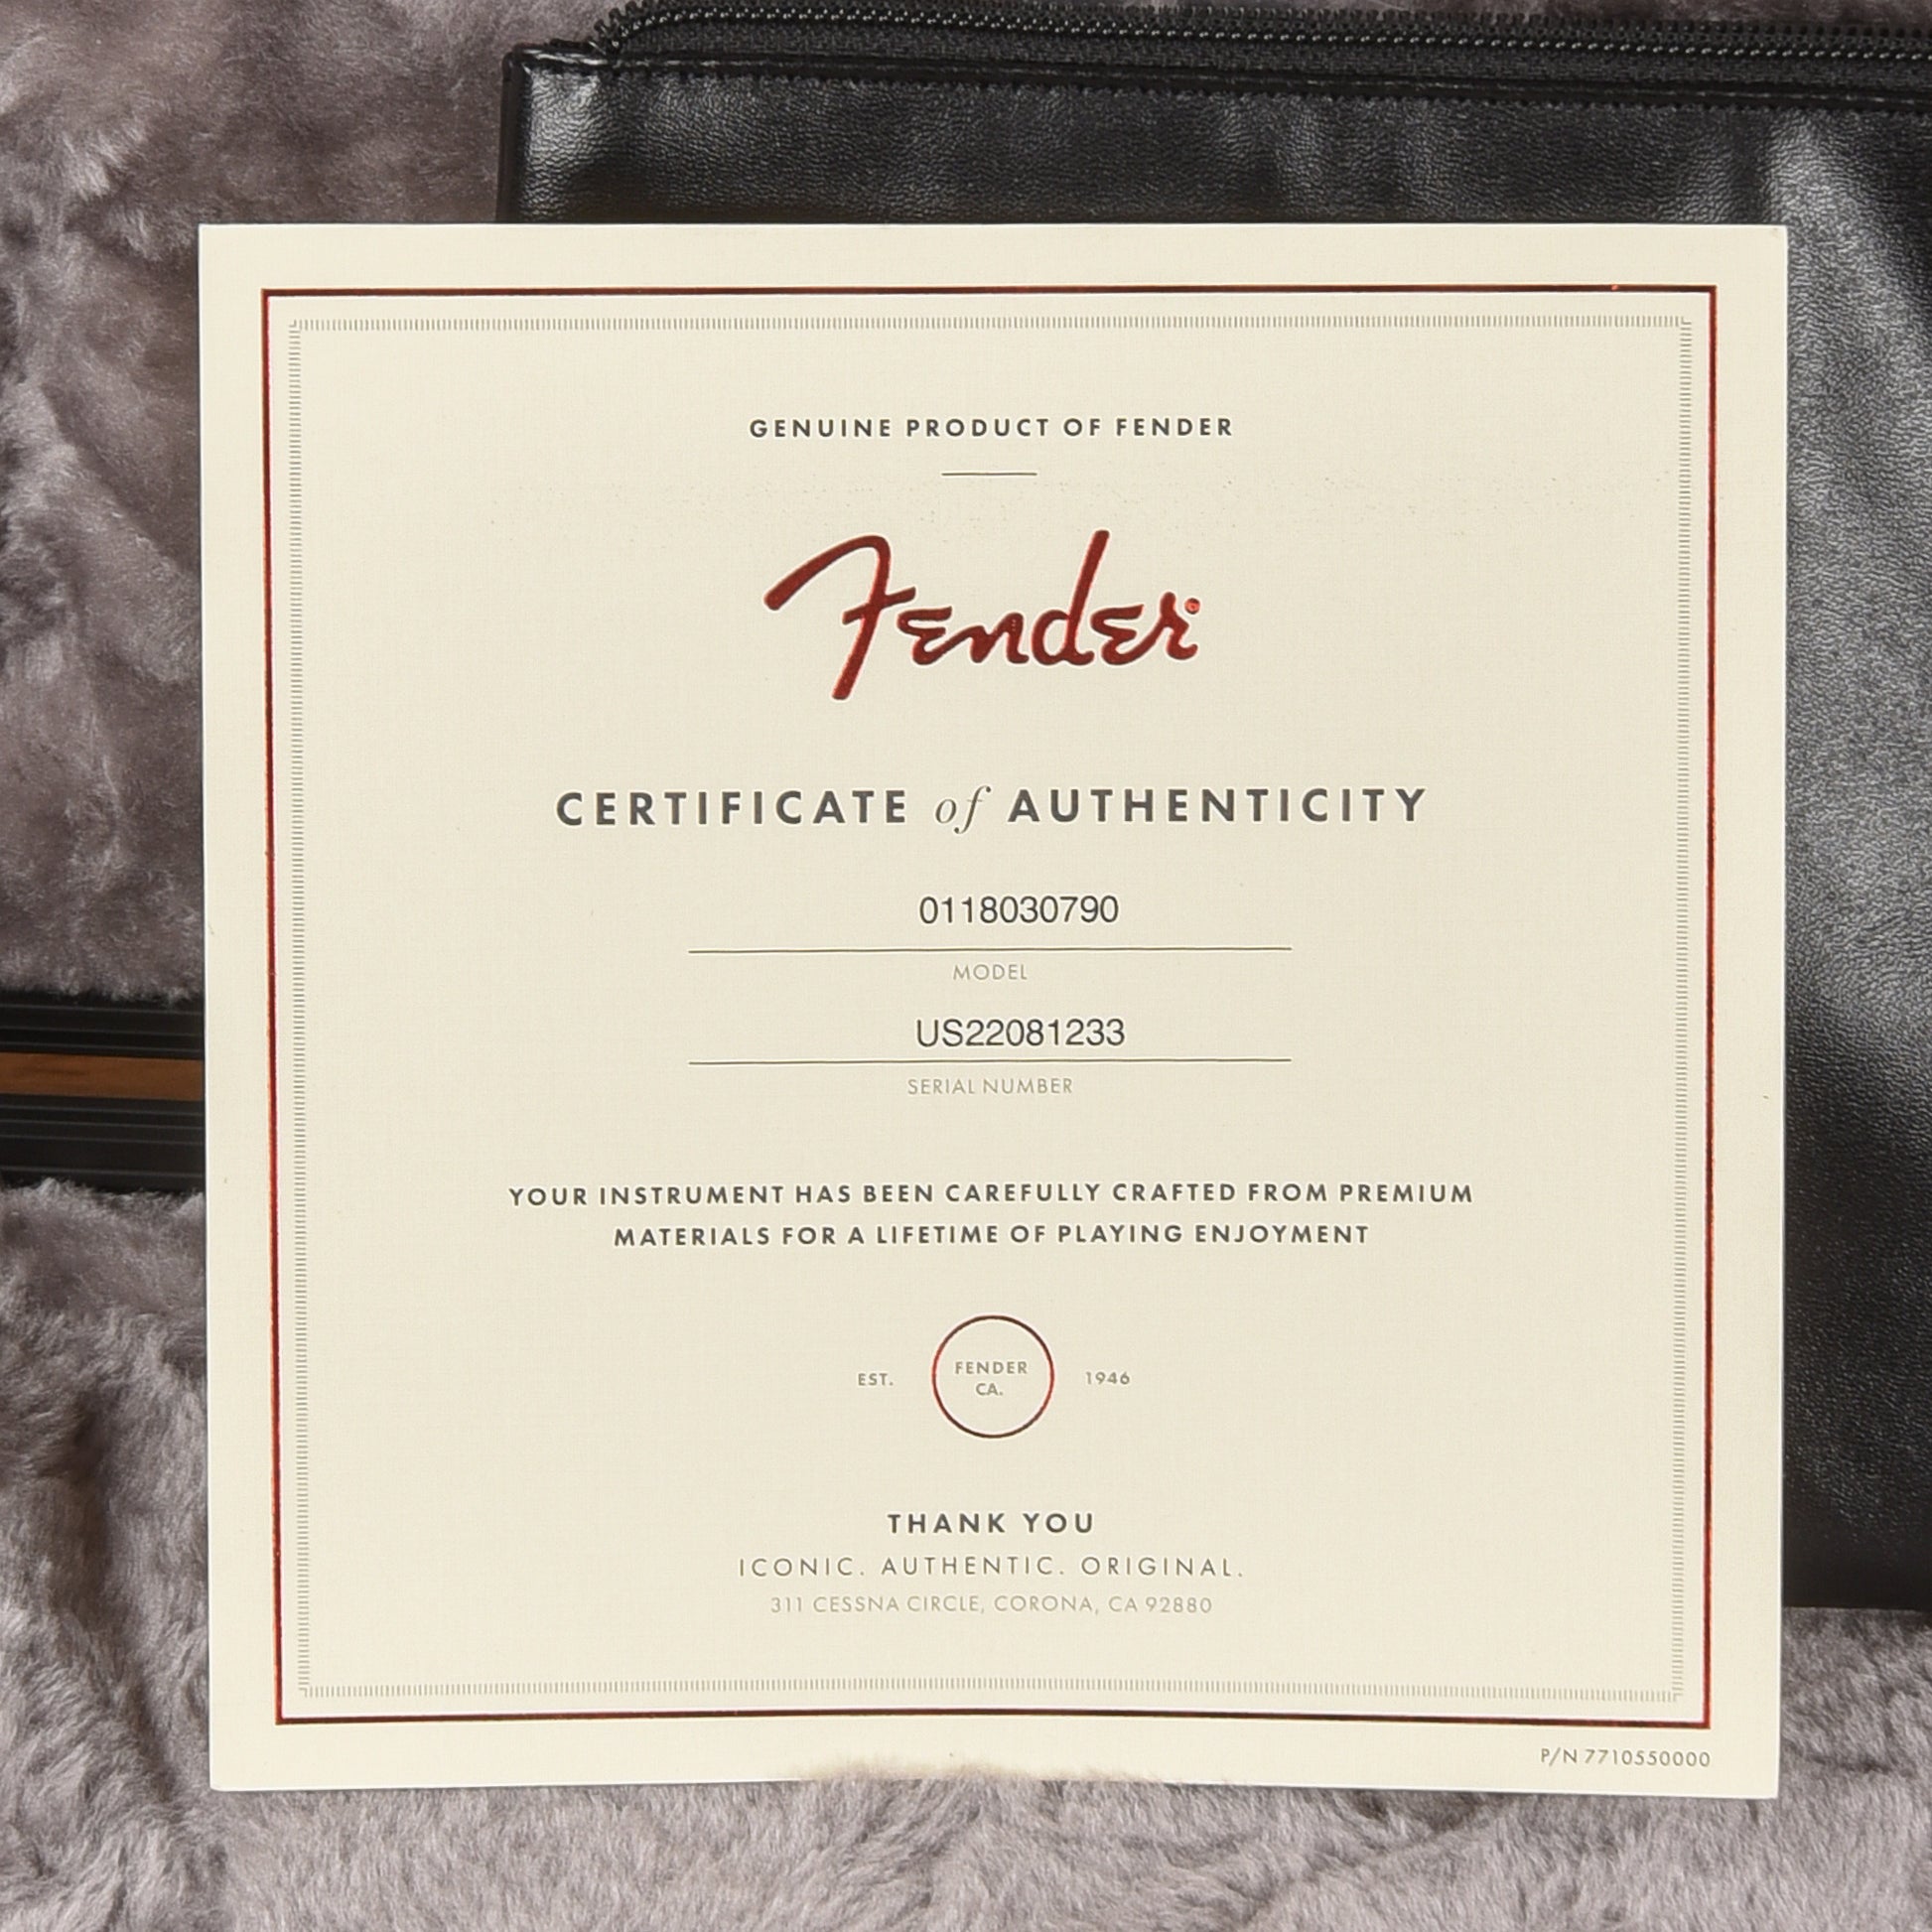 GENUINE PRODUCT OF FENDER
Fender
CERTIFICATE of AUTHENTICITY
0118030790
MODEL
US22081233
SERIAL NUMBER
YOUR INSTRUMENT HAS BEEN CAREFULLY CRAFTED FROM PREMIUM
MATERIALS FOR A LIFETIME OF PLAYING ENJOYMENT
EST. FENDER 1946
CA.
THANK YOU
ICONIC. AUTHENTIC. ORIGINAL.
311 CESSNA CIRCLE, CORONA, CA 92880
P/N 7710550000